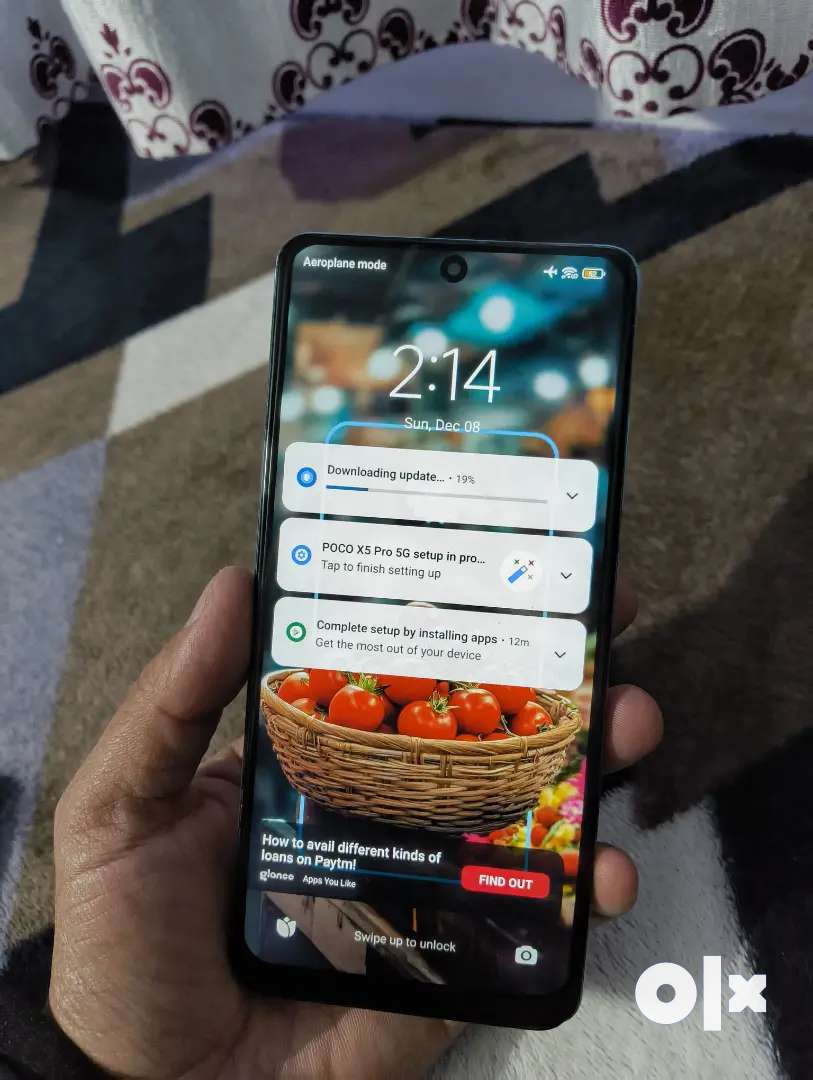 Aeroplane mode
52
2:14
Sun, Dec 08
Downloading update... • 19%
POCO X5 Pro 5G setup in pro...
Tap to finish setting up
Complete setup by installing apps • 12m
Get the most out of your device
How to avail different kinds of
loans on Paytm!
glance Apps You Like
FIND OUT
Swipe up to unlock
olx